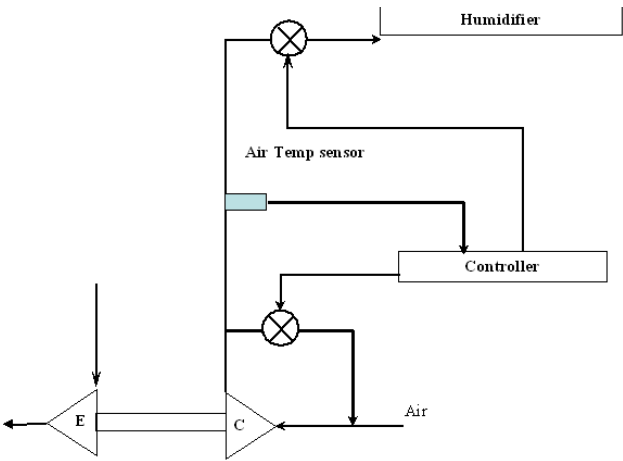 Humidifier
Air Temp sensor
Controller
Air
E
C